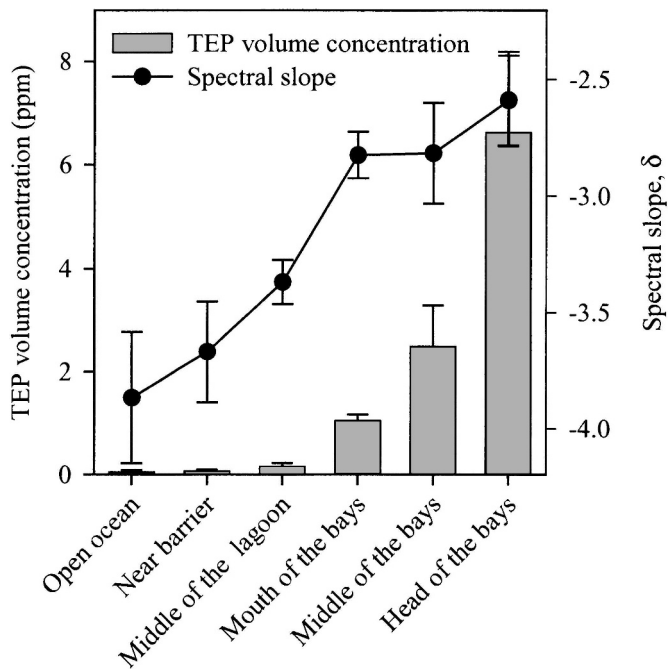 TEP volume concentration
Spectral slope
TEP volume concentration (ppm)
8
6
4
2
0
Spectral slope, δ
-2.5
-3.0
-3.5
-4.0
Open ocean
Near barrier
Middle of the lagoon
Mouth of the bays
Middle of the bays
Head of the bays